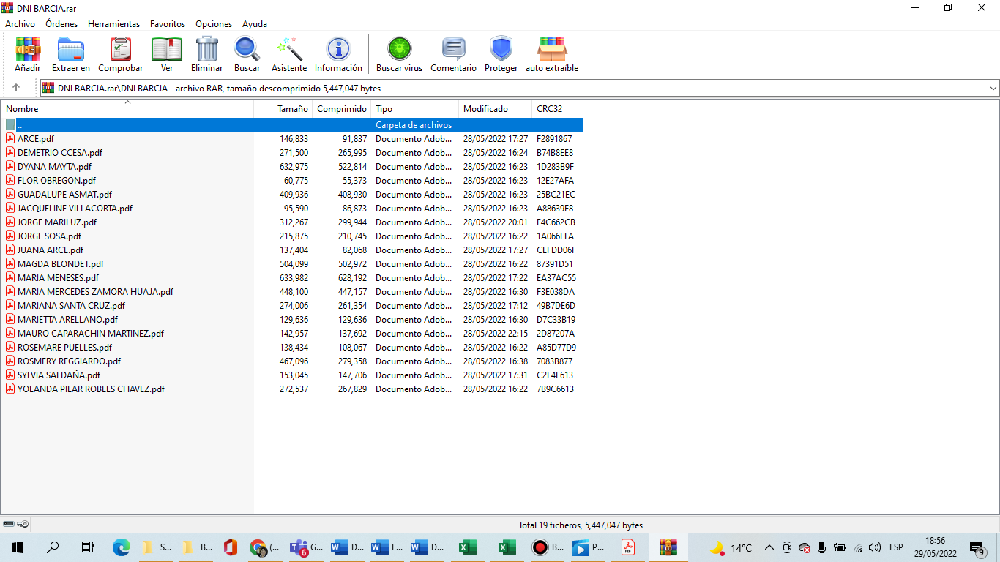 DNI BARCIA.rar
Archivo Órdenes Herramientas Favoritos Opciones Ayuda
Añadir Extraer en Comprobar Ver Eliminar Buscar Asistente Información Buscar virus Comentario Proteger auto extraíble
DNI BARCIA.rar\DNI BARCIA - archivo RAR, tamaño descomprimido 5,447,047 bytes
Nombre Tamaño Comprimido Tipo Modificado CRC32
.. Carpeta de archivos
ARCE.pdf 146,833 91,837 Documento Adob... 28/05/2022 17:27 F2891867
DEMETRIO CCESA.pdf 271,500 265,995 Documento Adob... 28/05/2022 16:24 B74B8EE8
DYANA MAYTA.pdf 632,975 522,814 Documento Adob... 28/05/2022 16:23 1D283B9F
FLOR OBREGON.pdf 60,775 55,373 Documento Adob... 28/05/2022 16:23 12E27AFA
GUADALUPE ASMAT.pdf 409,936 408,930 Documento Adob... 28/05/2022 16:23 25BC21EC
JACQUELINE VILLACORTA.pdf 95,590 86,873 Documento Adob... 28/05/2022 16:23 A88639F8
JORGE MARILUZ.pdf 312,267 299,944 Documento Adob... 28/05/2022 20:01 E4C662CB
JORGE SOSA.pdf 215,875 210,745 Documento Adob... 28/05/2022 16:22 1A066EFA
JUANA ARCE.pdf 137,404 82,068 Documento Adob... 28/05/2022 17:27 CEFDD06F
MAGDA BLONDET.pdf 504,099 502,972 Documento Adob... 28/05/2022 16:22 87391D51
MARIA MENESES.pdf 633,982 628,192 Documento Adob... 28/05/2022 17:22 EA37AC55
MARIA MERCEDES ZAMORA HUAJA.pdf 448,100 447,157 Documento Adob... 28/05/2022 16:30 F3E038DA
MARIANA SANTA CRUZ.pdf 274,006 261,354 Documento Adob... 28/05/2022 17:12 49B7DE6D
MARIETTA ARELLANO.pdf 129,636 129,636 Documento Adob... 28/05/2022 16:30 D7C33B19
MAURO CAPARACHIN MARTINEZ.pdf 142,957 137,692 Documento Adob... 28/05/2022 22:15 2D87207A
ROSEMARE PUELLES.pdf 138,434 108,067 Documento Adob... 28/05/2022 16:22 A85D77D9
ROSMERY REGGIARDO.pdf 467,096 279,358 Documento Adob... 28/05/2022 16:38 7083B877
SYLVIA SALDAÑA.pdf 153,045 147,706 Documento Adob... 28/05/2022 17:31 C2F4F613
YOLANDA PILAR ROBLES CHAVEZ.pdf 272,537 267,829 Documento Adob... 28/05/2022 16:22 7B9C6613
Total 19 ficheros, 5,447,047 bytes
S... B... (... G... D... F... D... B... P... 14°C ESP 18:56
29/05/2022